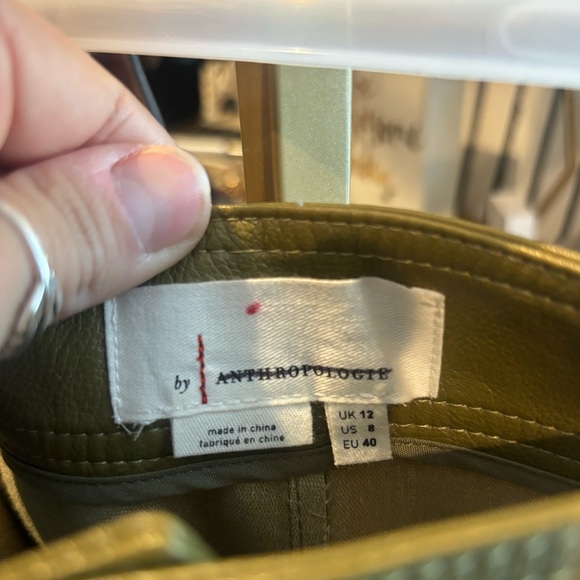 by ANTHROPOLOGIE
made in china
fabriqué en chine
UK 12
US 8
EU 40